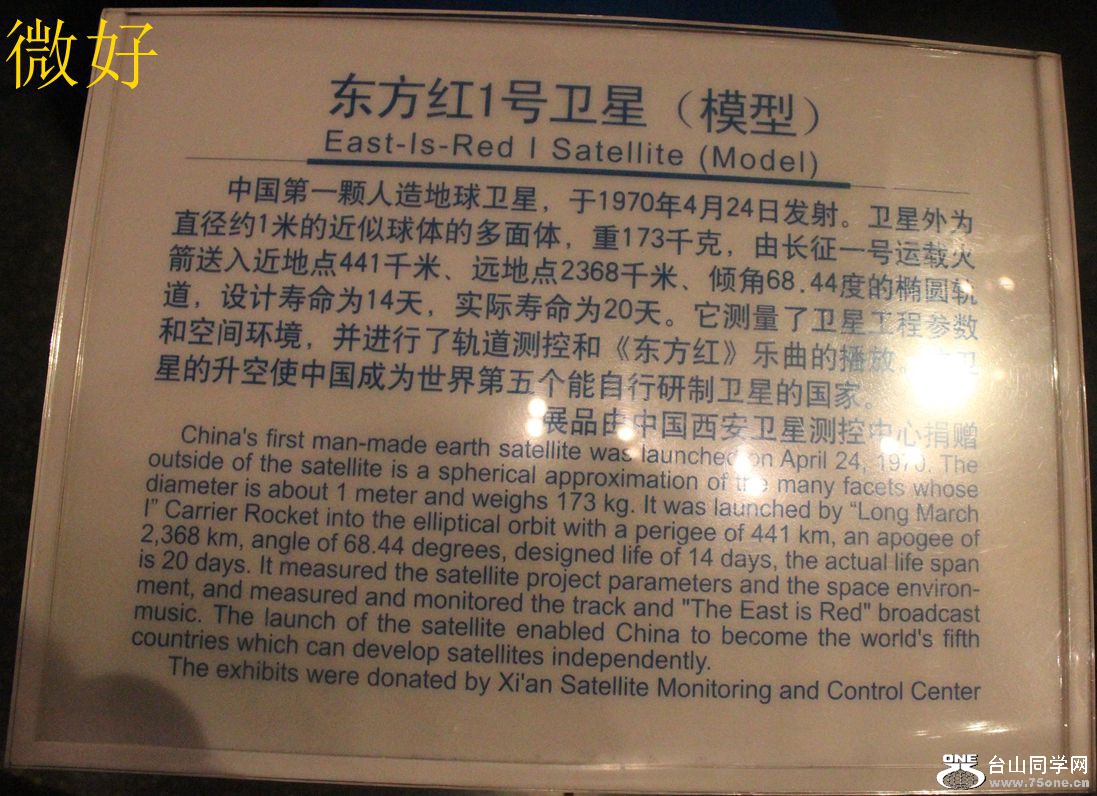 微好
东方红1号卫星（模型）
East-Is-Red I Satellite (Model)
中国第一颗人造地球卫星，于1970年4月24日发射。卫星外为
直径约1米的近似球体的多面体，重173千克，由长征一号运载火
箭送入近地点441千米、远地点2368千米、倾角68.44度的椭圆轨
道，设计寿命为14天，实际寿命为20天。它测量了卫星工程参数
和空间环境，并进行了轨道测控和《东方红》乐曲的播放。卫
星的升空使中国成为世界第五个能自行研制卫星的国家。
展品由中国西安卫星测控中心捐赠
China's first man-made earth satellite was launched on April 24, 1970. The
outside of the satellite is a spherical approximation of the many facets whose
diameter is about 1 meter and weighs 173 kg. It was launched by “Long March
I” Carrier Rocket into the elliptical orbit with a perigee of 441 km, an apogee of
2,368 km, angle of 68.44 degrees, designed life of 14 days, the actual life span
is 20 days. It measured the satellite project parameters and the space environ-
ment, and measured and monitored the track and "The East is Red" broadcast
music. The launch of the satellite enabled China to become the world's fifth
countries which can develop satellites independently.
The exhibits were donated by Xi'an Satellite Monitoring and Control Center
ONE
台山同学网
www.75one.cn